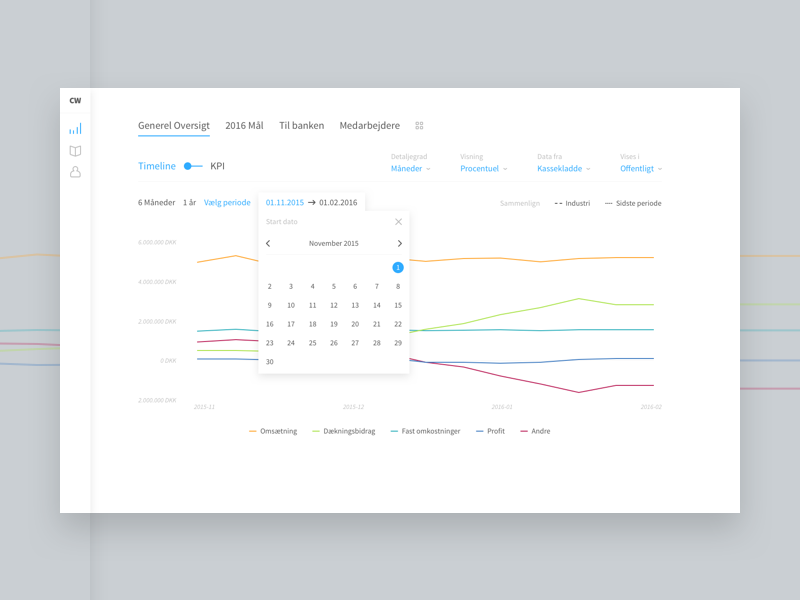 CW
Generel Oversigt 2016 Mål Til banken Medarbejdere
Detaljegrad Visning Data fra Vises i
Timeline KPI Måneder Procentuel Kassekladde Offentligt
6 Måneder 1 år Vælg periode 01.11.2015 → 01.02.2016 Sammenlign Industri Sidste periode
Start dato
November 2015
1
2 3 4 5 6 7 8
9 10 11 12 13 14 15
16 17 18 19 20 21 22
23 24 25 26 27 28 29
30
6.000.000 DKK
4.000.000 DKK
2.000.000 DKK
0 DKK
2.000.000 DKK
2015-11 2015-12 2016-01 2016-02
Omsætning Dækningsbidrag Fast omkostninger Profit Andre